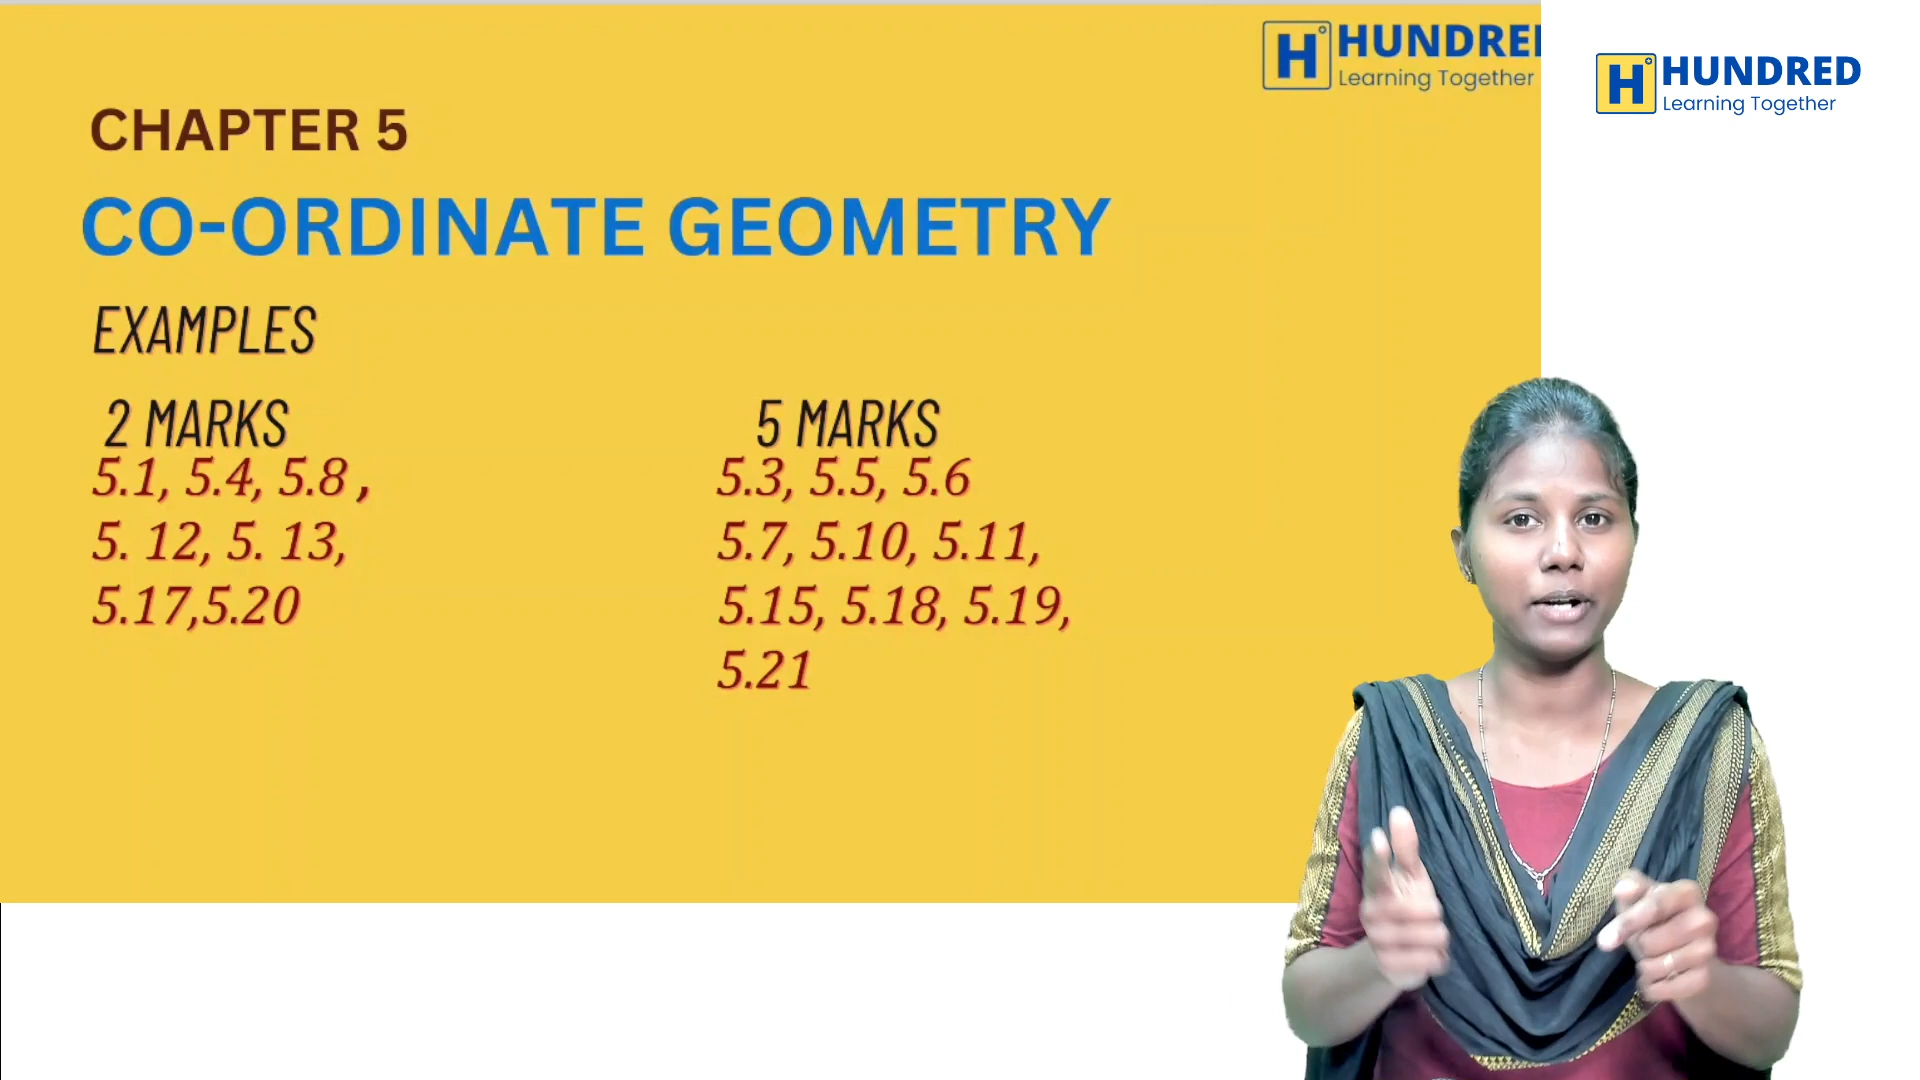 HUNDRED
Learning Together
HUNDRED
Learning Together
CHAPTER 5
CO-ORDINATE GEOMETRY
EXAMPLES
2 MARKS
5.1, 5.4, 5.8 ,
5. 12, 5. 13,
5.17,5.20
5 MARKS
5.3, 5.5, 5.6
5.7, 5.10, 5.11,
5.15, 5.18, 5.19,
5.21